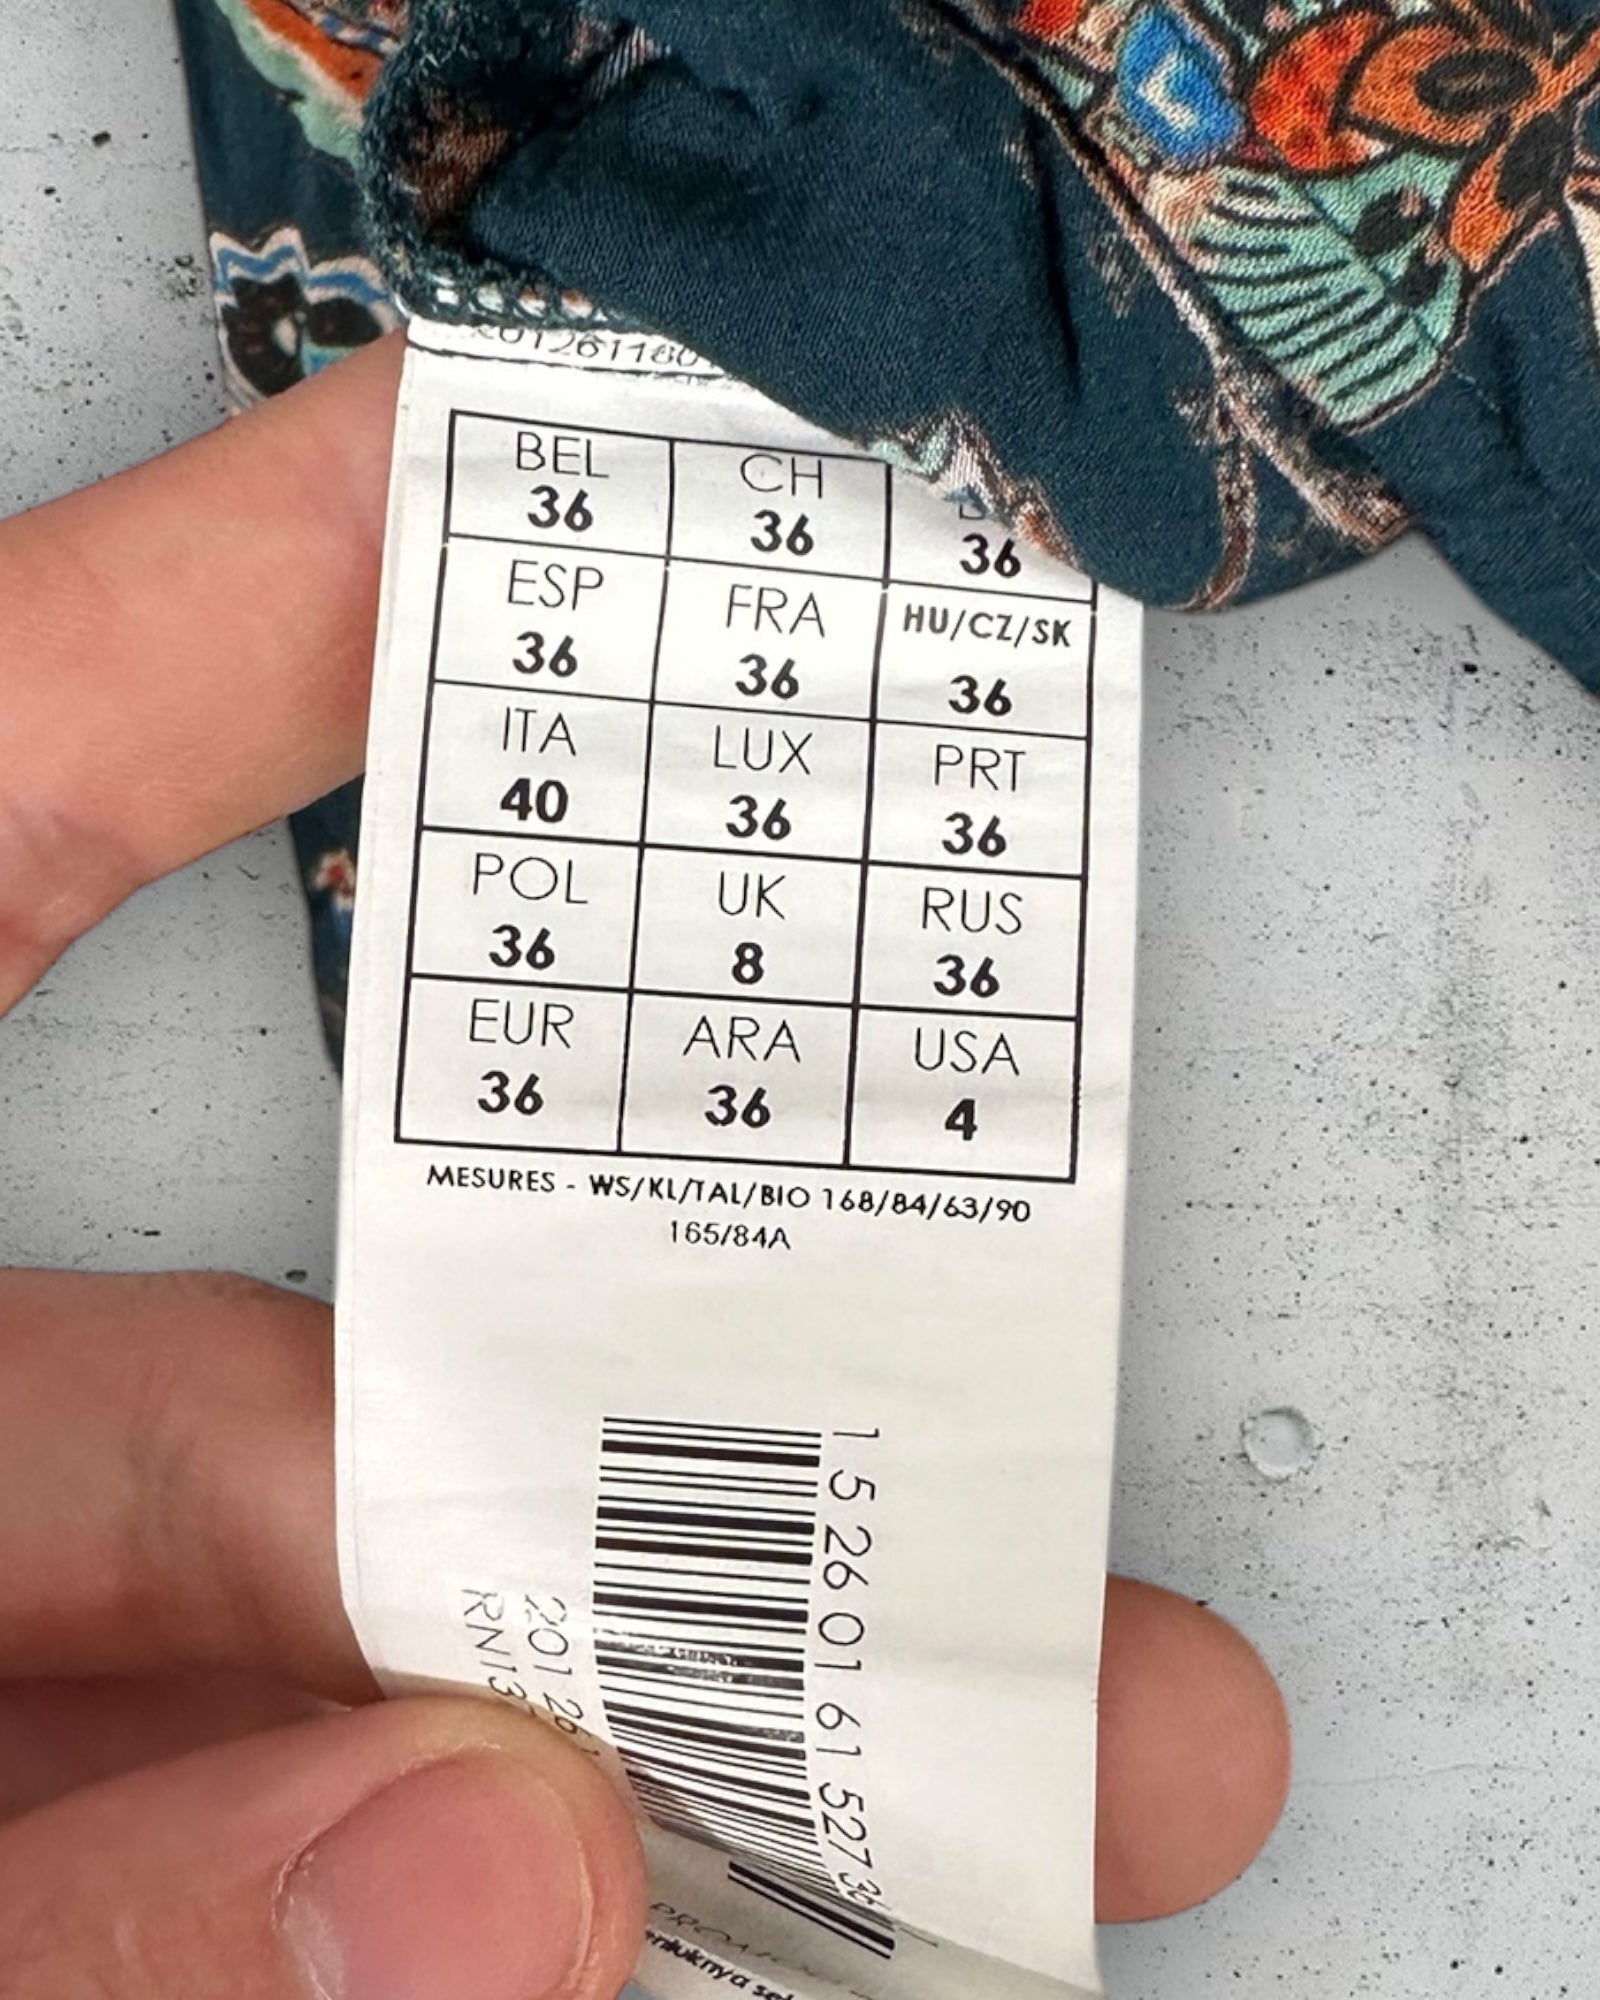 BEL CH
36 36 36
ESP FRA HU/CZ/SK
36 36 36
ITA LUX PRT
40 36 36
POL UK RUS
36 8 36
EUR ARA USA
36 36 4
MESURES - WS/KL/TAL/BIO 168/84/63/90
165/84A
1 5 26 01 61 527 36